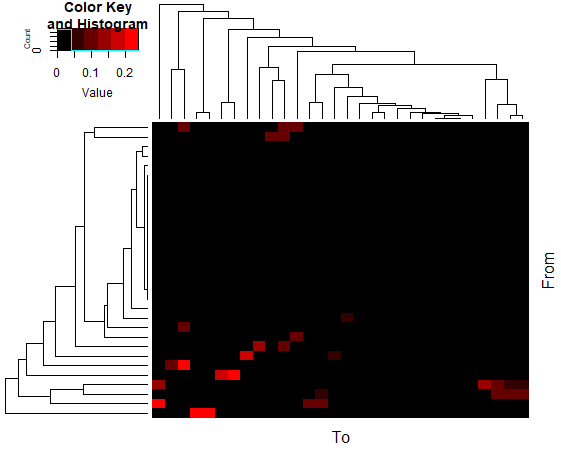 Color Key
and Histogram
Count
0
0 0.1 0.2
Value
From
To